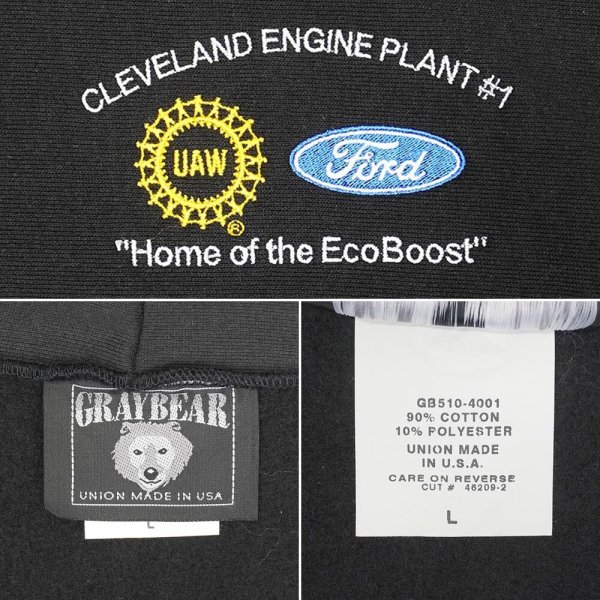 CLEVELAND ENGINE PLANT #1
UAW
®
Ford
"Home of the EcoBoost"
GRAYBEAR
UNION MADE IN USA
L
GB510-4001
90% COTTON
10% POLYESTER
UNION MADE
IN U.S.A.
CARE ON REVERSE
CUT # 46209-2
L